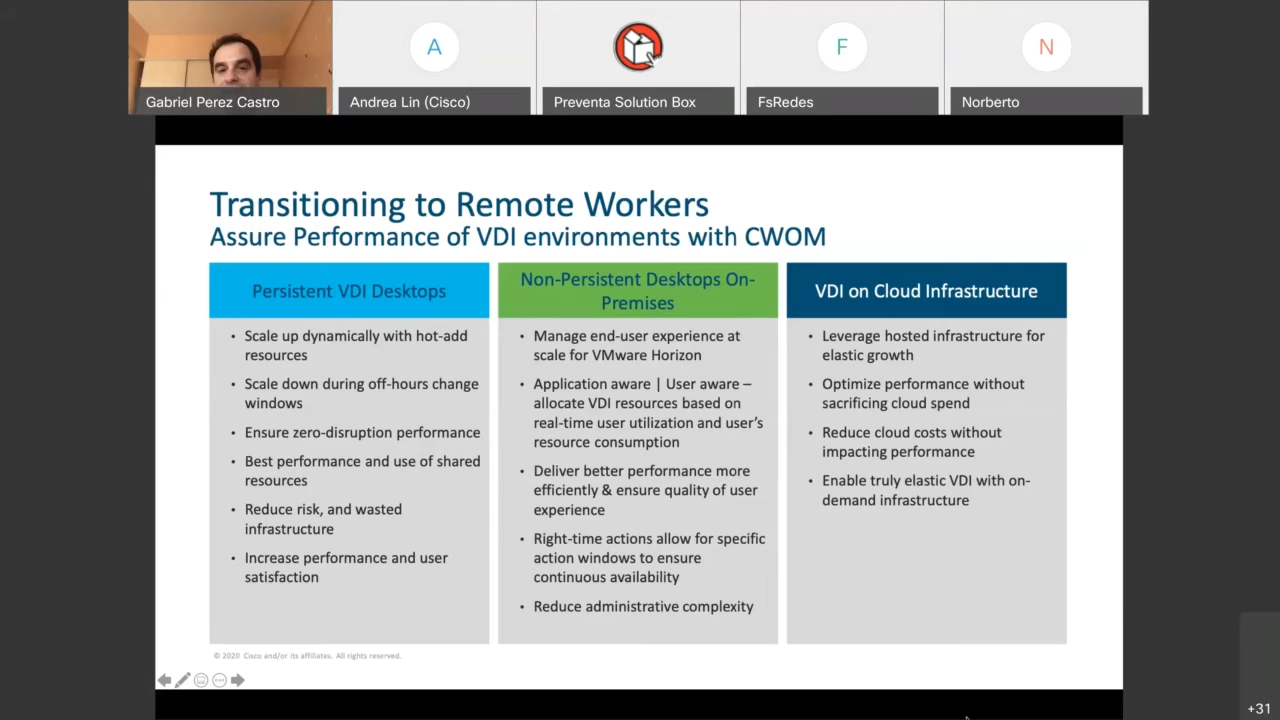 A
F
N
Gabriel Perez Castro
Andrea Lin (Cisco)
Preventa Solution Box
FsRedes
Norberto
Transitioning to Remote Workers
Assure Performance of VDI environments with CWOM
Persistent VDI Desktops
• Scale up dynamically with hot-add
resources
• Scale down during off-hours change
windows
• Ensure zero-disruption performance
• Best performance and use of shared
resources
• Reduce risk, and wasted
infrastructure
• Increase performance and user
satisfaction
Non-Persistent Desktops On-
Premises
• Manage end-user experience at
scale for VMware Horizon
• Application aware | User aware –
allocate VDI resources based on
real-time user utilization and user’s
resource consumption
• Deliver better performance more
efficiently & ensure quality of user
experience
• Right-time actions allow for specific
action windows to ensure
continuous availability
• Reduce administrative complexity
VDI on Cloud Infrastructure
• Leverage hosted infrastructure for
elastic growth
• Optimize performance without
sacrificing cloud spend
• Reduce cloud costs without
impacting performance
• Enable truly elastic VDI with on-
demand infrastructure
© 2020 Cisco and/or its affiliates. All rights reserved.
+31